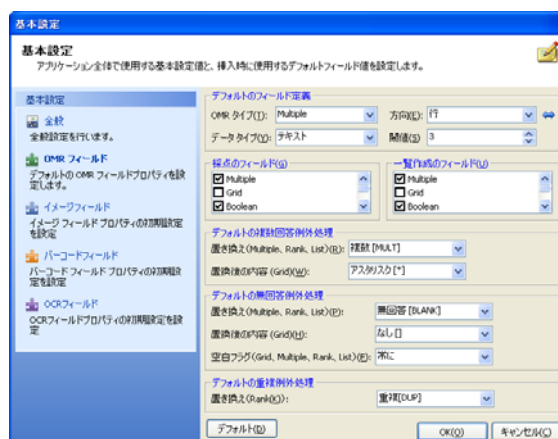 基本設定
基本設定
アプリケーション全体で使用する基本設定値と、挿入時に使用するデフォルトフィールド値を設定します。
基本設定
全般
全般設定を行います。
OMR フィールド
デフォルトの OMR フィールドプロパティを設定します。
イメージフィールド
イメージ フィールド プロパティの初期設定を設定
バーコードフィールド
バーコードフィールド プロパティの初期設定を設定
OCRフィールド
OCRフィールドプロパティの初期設定を設定
デフォルトのフィールド定義
OMR タイプ(T): Multiple 方向(E): 行
データタイプ(Y): テキスト 閾値(S) 3
採点のフィールド(G) 一覧作成のフィールド(U)
Multiple Multiple
Grid Grid
Boolean Boolean
デフォルトの複数回答例外処理
置き換え(Multiple, Rank, List)(R): 複数 [MULT]
置換後の内容 (Grid)(W): アスタリスク [*]
デフォルトの無回答例外処理
置き換え(Multiple, Rank, List)(P): 無回答 [BLANK]
置換後の内容 (Grid)(H): なし []
空白フラグ(Grid, Multiple, Rank, List)(F): 常に
デフォルトの重複例外処理
置き換え(Rank)(K): 重複[DUP]
デフォルト(D) OK(O) キャンセル(C)